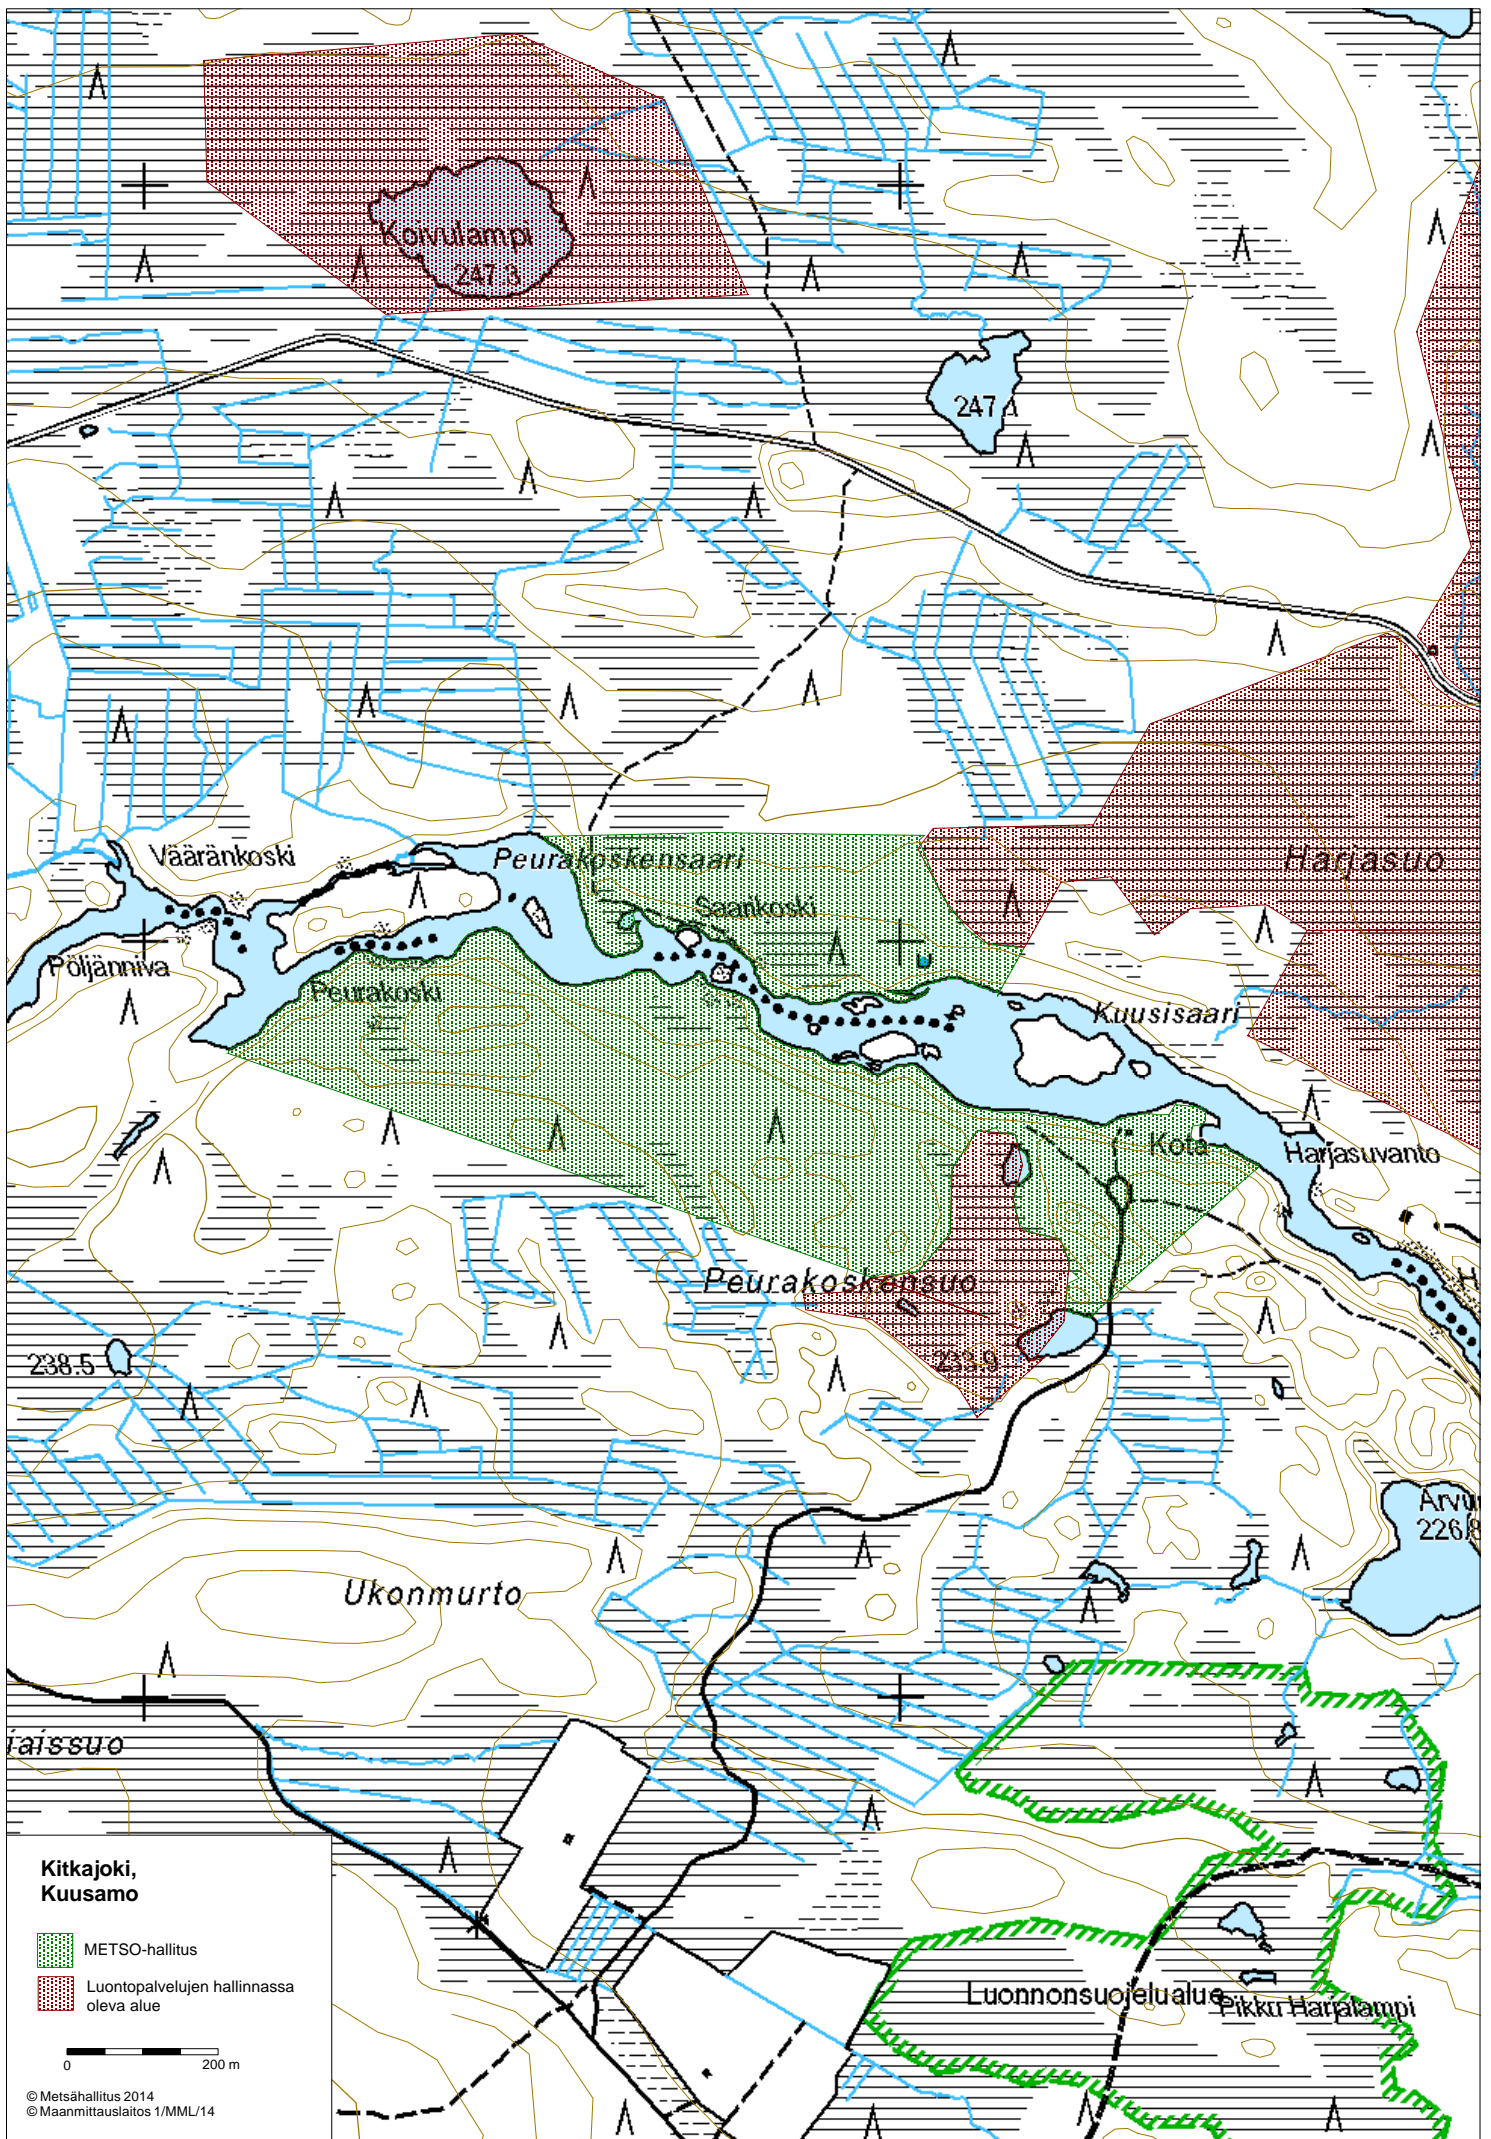 Koivulampi
247.3
247
Vääränkoski
Peurakoskensaari
Harjasuo
Saarikoski
Pöljänniva
Peurakoski
Kuusisaari
Kota
Harjasuvanto
Peurakoskensuo
H
238.5
233.9
Arvu
226.8
Ukonmurto
iaissuo
Kitkajoki,
Kuusamo
METSO-hallitus
Luontopalvelujen hallinnassa
oleva alue
Luonnonsuojelualue
Pikku Harjalampi
0 200 m
© Metsähallitus 2014
© Maanmittauslaitos 1/MML/14